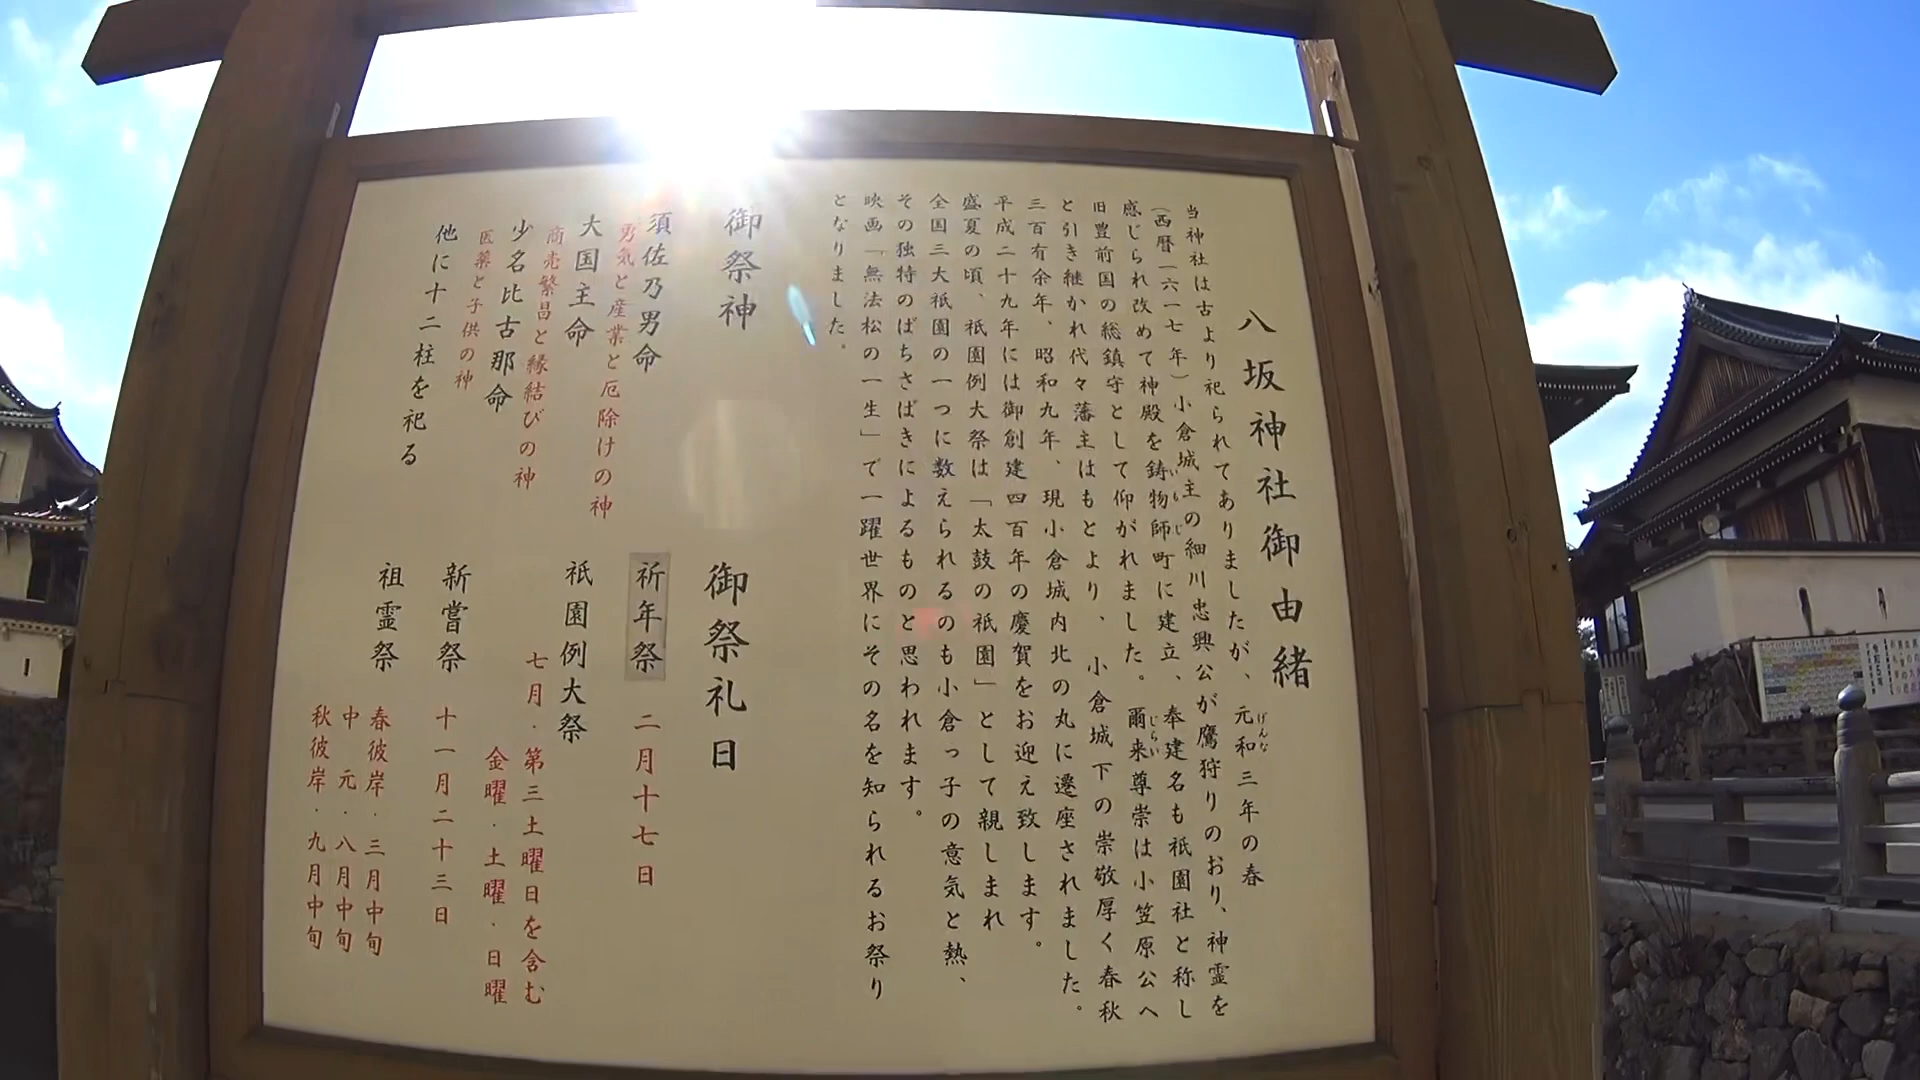 八坂神社御由緒
当神社は古より祀られてありましたが、元和三年の春
げんな
（西暦一六一七年）小倉城主の細川忠興公が鷹狩りのおり、神霊を
感じられ改めて神殿を鋳物師町に建立、奉建名も祇園社と称し
いもじ
旧豊前国の総鎮守として仰がれました。爾来尊崇は小笠原公へ
じらい
と引き継かれ代々藩主はもとより、小倉城下の崇敬厚く春秋
三百有余年、昭和九年、現小倉城内北の丸に遷座されました。
平成二十九年には御創建四百年の慶賀をお迎え致します。
盛夏の頃、祇園例大祭は「太鼓の祇園」として親しまれ
全国三大祇園の一つに数えられるのも小倉っ子の意気と熱、
その独特のばちさばきによるものと思われます。
映画「無法松の一生」で一躍世界にその名を知られるお祭り
となりました。
御祭神
須佐乃男命
勇気と産業と厄除けの神
大国主命
商売繁昌と縁結びの神
少名比古那命
医薬と子供の神
他に十二柱を祀る
御祭礼日
祈年祭 二月十七日
祇園例大祭
七月・第三土曜日を含む
金曜・土曜・日曜
新嘗祭 十一月二十三日
祖霊祭 春彼岸・三月中旬
中元・八月中旬
秋彼岸・九月中旬